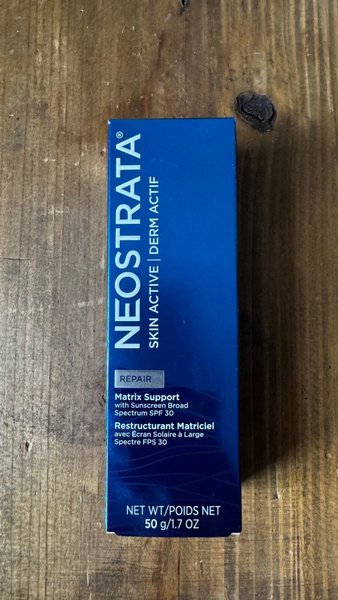 NEOSTRATA®
SKIN ACTIVE | DERM ACTIF
REPAIR
Matrix Support
with Sunscreen Broad
Spectrum SPF 30
Restructurant Matriciel
avec Écran Solaire à Large
Spectre FPS 30
NET WT/POIDS NET
50 g/1.7 OZ